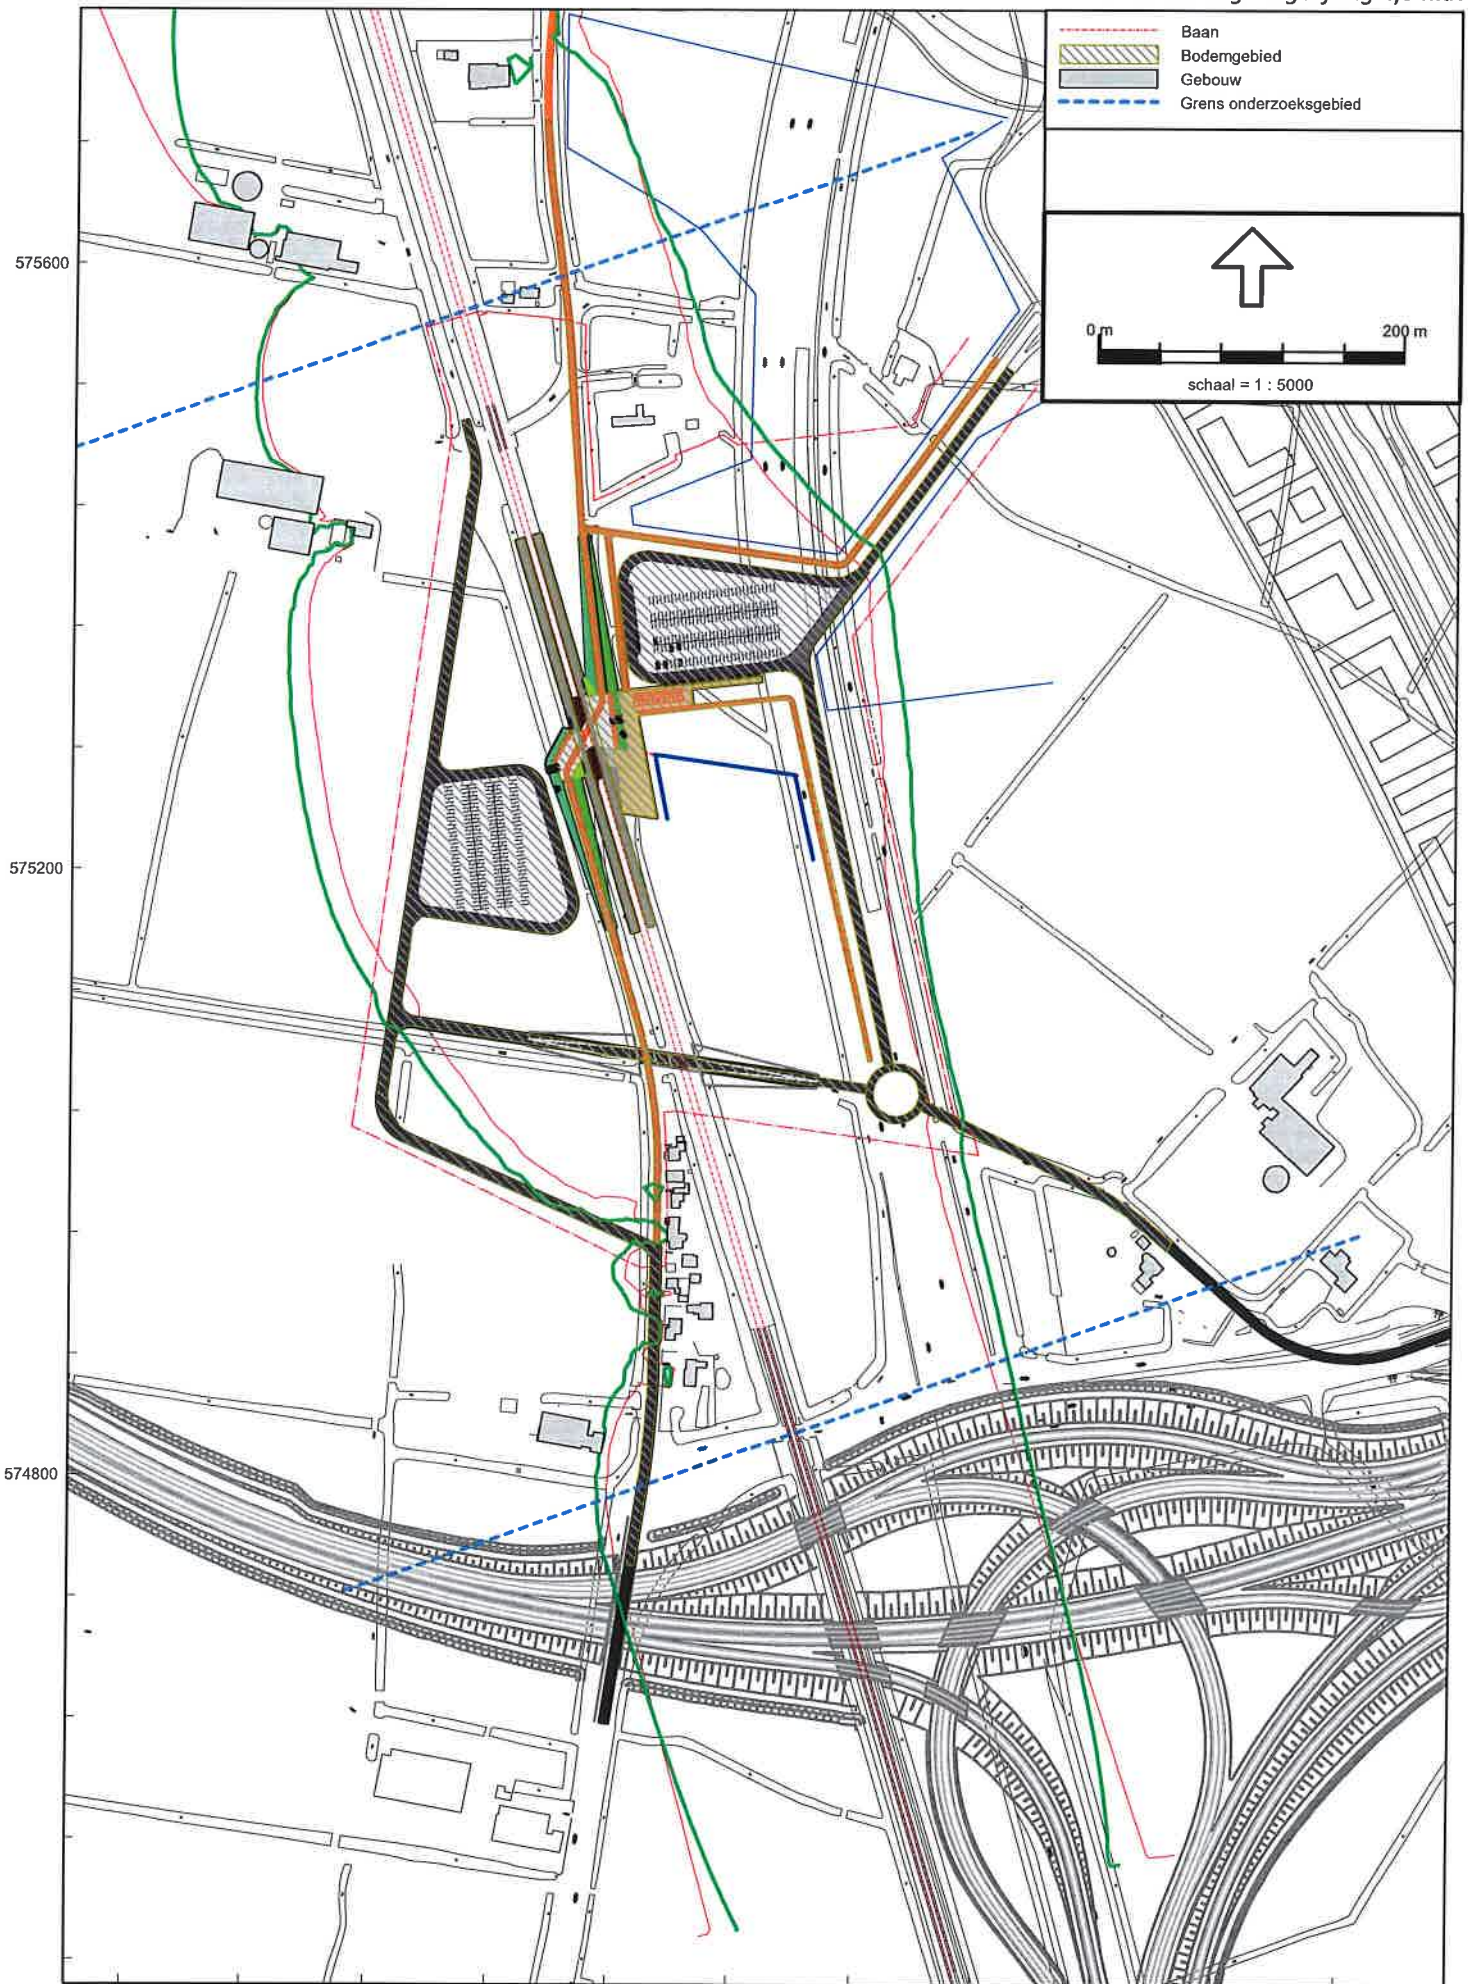 Baan
Bodemgebied
Gebouw
Grens onderzoeksgebied
0 m 200 m
schaal = 1 : 5000
575600
575200
574800